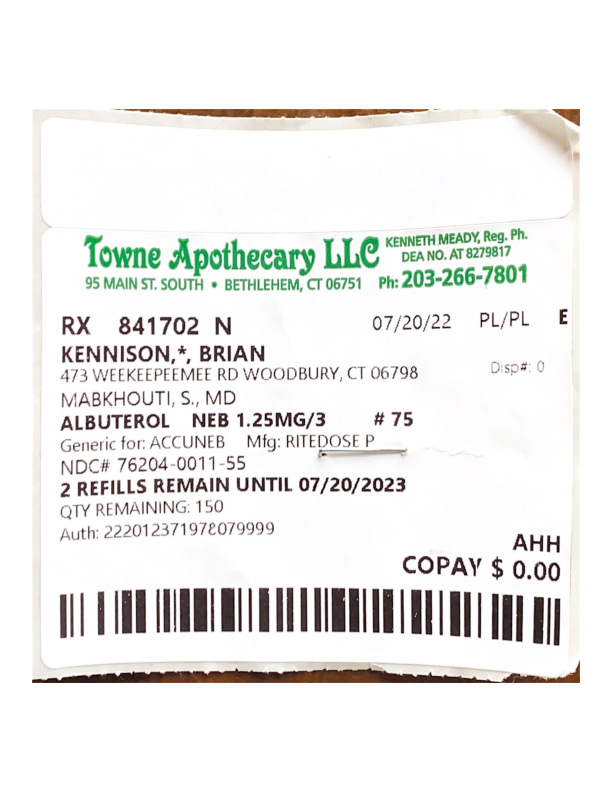 Towne Apothecary LLC
KENNETH MEADY, Reg. Ph.
DEA NO. AT 8279817
95 MAIN ST. SOUTH • BETHLEHEM, CT 06751 Ph: 203-266-7801
RX 841702 N 07/20/22 PL/PL E
KENNISON,*, BRIAN
473 WEEKEEPEEMEE RD WOODBURY, CT 06798 Disp#: 0
MABKHOUTI, S., MD
ALBUTEROL NEB 1.25MG/3 # 75
Generic for: ACCUNEB Mfg: RITEDOSE P
NDC# 76204-0011-55
2 REFILLS REMAIN UNTIL 07/20/2023
QTY REMAINING: 150
Auth: 222012371978079999
AHH
COPAY $ 0.00